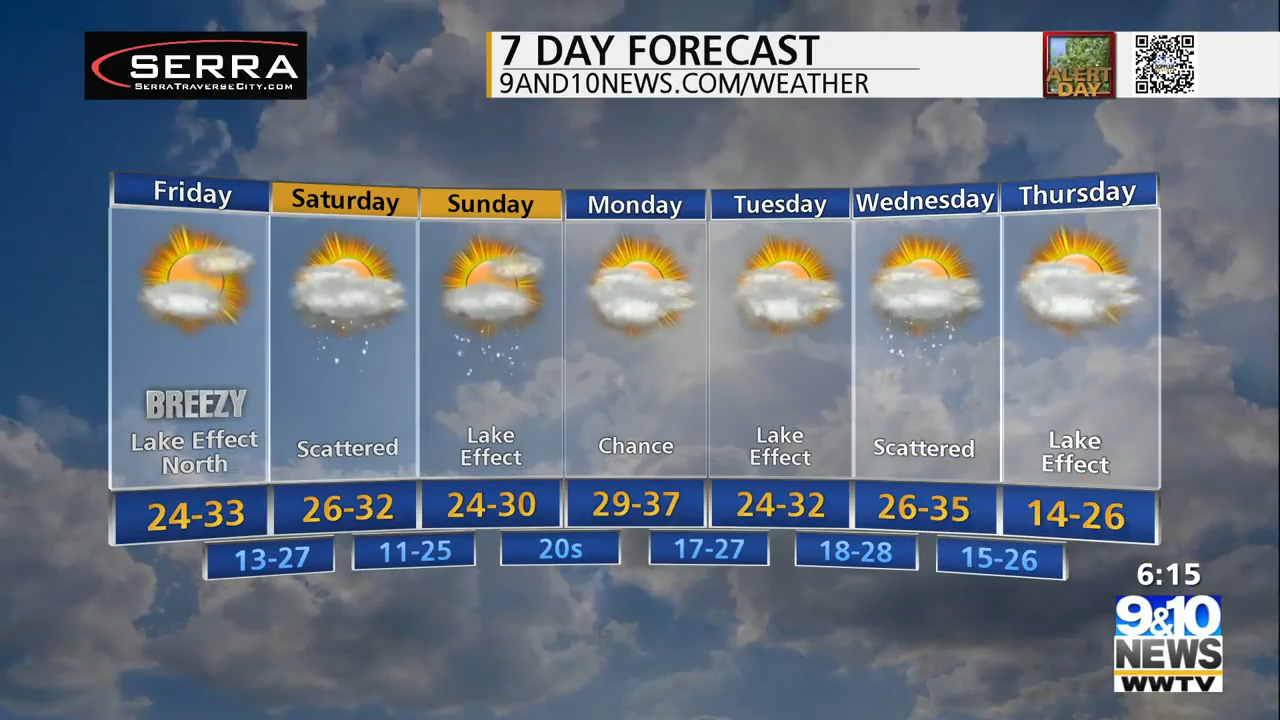 SERRA
SERRATRAVERSECITY.COM
7 DAY FORECAST
9AND10NEWS.COM/WEATHER
ALERT
DAY
Friday
Saturday
Sunday
Monday
Tuesday
Wednesday
Thursday
BREEZY
Lake Effect
North
Scattered
Lake
Effect
Chance
Lake
Effect
Scattered
Lake
Effect
24-33
26-32
24-30
29-37
24-32
26-35
14-26
13-27
11-25
20s
17-27
18-28
15-26
6:15
9&10
NEWS
WWTV